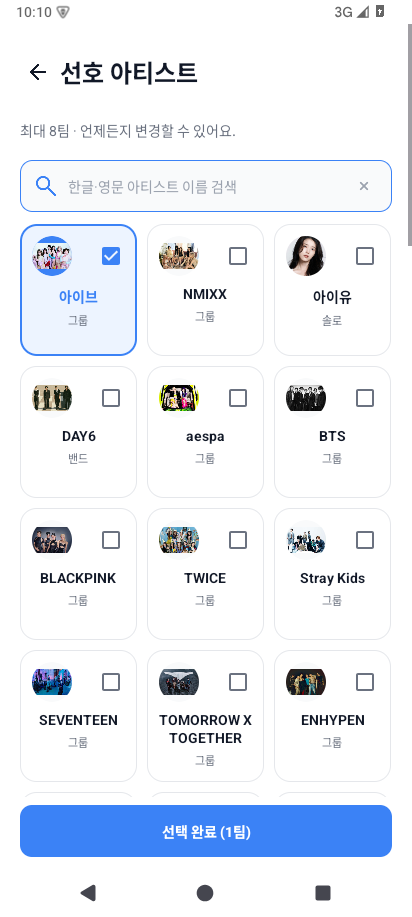 10:10
3G
선호 아티스트
최대 8팀 · 언제든지 변경할 수 있어요.
한글·영문 아티스트 이름 검색
아이브
그룹
NMIXX
그룹
아이유
솔로
DAY6
밴드
aespa
그룹
BTS
그룹
BLACKPINK
그룹
TWICE
그룹
Stray Kids
그룹
SEVENTEEN
그룹
TOMORROW X
TOGETHER
그룹
ENHYPEN
그룹
선택 완료 (1팀)